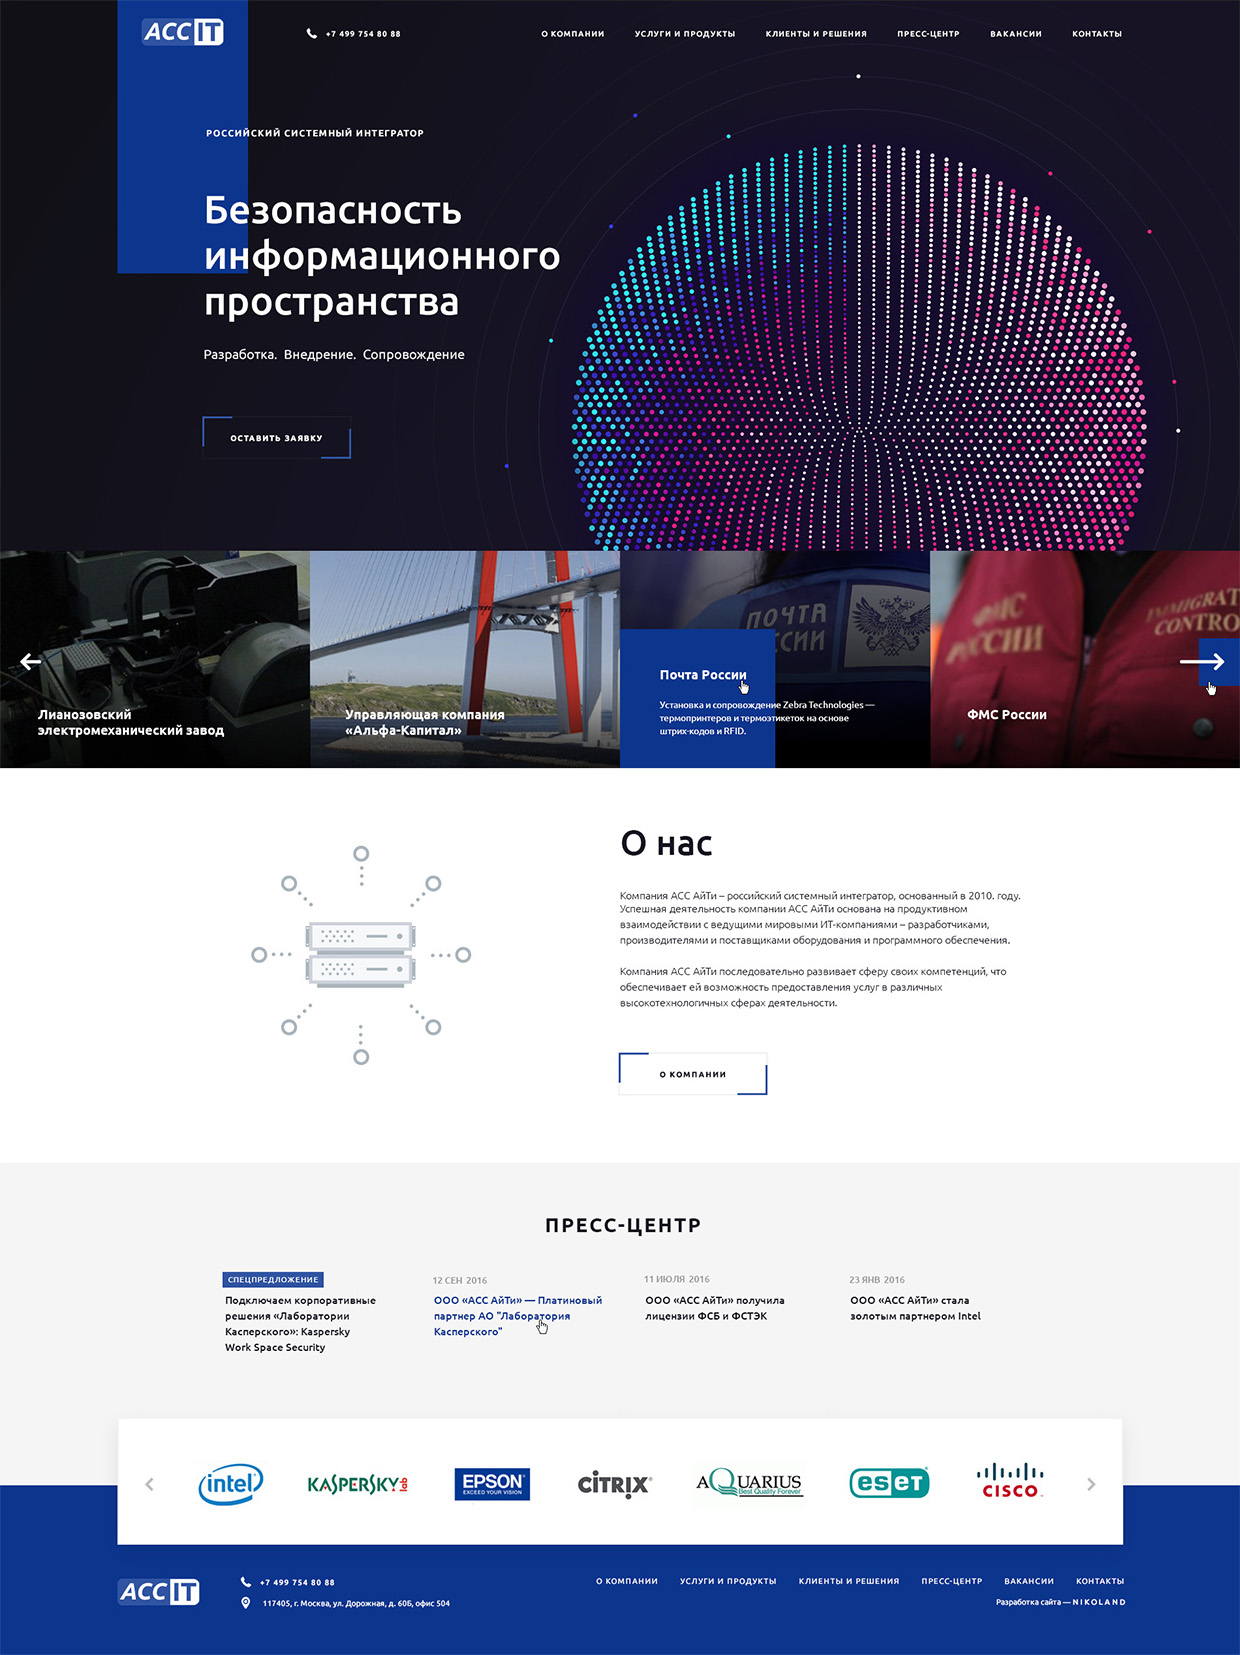 АСС IT
+7 499 754 80 88
О КОМПАНИИ
УСЛУГИ И ПРОДУКТЫ
КЛИЕНТЫ И РЕШЕНИЯ
ПРЕСС-ЦЕНТР
ВАКАНСИИ
КОНТАКТЫ
РОССИЙСКИЙ СИСТЕМНЫЙ ИНТЕГРАТОР
Безопасность
информационного
пространства
Разработка. Внедрение. Сопровождение
ОСТАВИТЬ ЗАЯВКУ
Лианозовский
электромеханический завод
Управляющая компания
«Альфа-Капитал»
ПОЧТА
ССИИ
Почта России
Установка и сопровождение Zebra Technologies —
термопринтеров и термоэтикеток на основе
штрих-кодов и RFID.
ФМС
РОССИИ
IMMIGRAT
CONTRO
ФМС России
О нас
Компания АСС АйТи – российский системный интегратор, основанный в 2010. году.
Успешная деятельность компании АСС АйТи основана на продуктивном
взаимодействии с ведущими мировыми ИТ-компаниями – разработчиками,
производителями и поставщиками оборудования и программного обеспечения.
Компания АСС АйТи последовательно развивает сферу своих компетенций, что
обеспечивает ей возможность предоставления услуг в различных
высокотехнологичных сферах деятельности.
О КОМПАНИИ
ПРЕСС-ЦЕНТР
СПЕЦПРЕДЛОЖЕНИЕ
Подключаем корпоративные
решения «Лаборатории
Касперского»: Kaspersky
Work Space Security
12 СЕН 2016
ООО «АСС АйТи» — Платиновый
партнер АО "Лаборатория
Касперского"
11 ИЮЛЯ 2016
ООО «АСС АйТи» получила
лицензии ФСБ и ФСТЭК
23 ЯНВ 2016
ООО «АСС АйТи» стала
золотым партнером Intel
intel
KASPERSKY lab
EPSON
EXCEED YOUR VISION
CITRIX
AQUARIUS
Best Quality Forever
eseT
CISCO
АСС IT
+7 499 754 80 88
117405, г. Москва, ул. Дорожная, д. 60Б, офис 504
О КОМПАНИИ
УСЛУГИ И ПРОДУКТЫ
КЛИЕНТЫ И РЕШЕНИЯ
ПРЕСС-ЦЕНТР
ВАКАНСИИ
КОНТАКТЫ
Разработка сайта — NIKOLAND